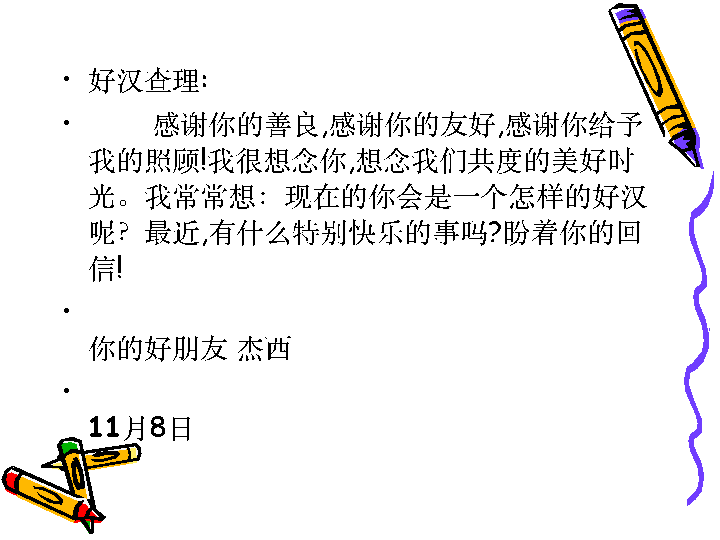 • 好汉查理:
• 感谢你的善良,感谢你的友好,感谢你给予
我的照顾!我很想念你,想念我们共度的美好时
光。我常常想：现在的你会是一个怎样的好汉
呢？最近,有什么特别快乐的事吗?盼着你的回
信!
•
你的好朋友 杰西
•
11月8日